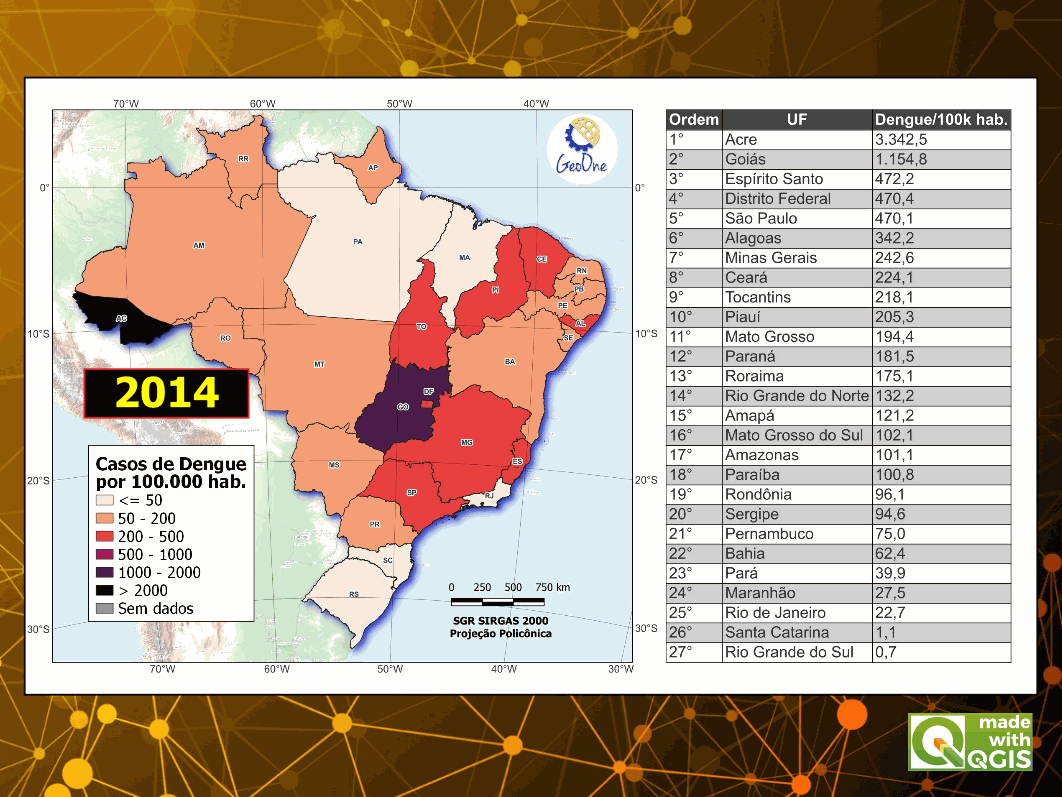 70°W 60°W 50°W 40°W
0° 0°
10°S 10°S
20°S 20°S
30°S 30°S
70°W 60°W 50°W 40°W 30°W
GeoOne
RR
AP
AM
PA
MA
CE
RN
PI
PB
PE
AC
TO
AL
RO
SE
MT
BA
DF
GO
MG
MS
ES
SP
RJ
PR
SC
RS
2014
Casos de Dengue
por 100.000 hab.
<= 50
50 - 200
200 - 500
500 - 1000
1000 - 2000
> 2000
Sem dados
0 250 500 750 km
SGR SIRGAS 2000
Projeção Policônica
Ordem UF Dengue/100k hab.
1° Acre 3.342,5
2° Goiás 1.154,8
3° Espírito Santo 472,2
4° Distrito Federal 470,4
5° São Paulo 470,1
6° Alagoas 342,2
7° Minas Gerais 242,6
8° Ceará 224,1
9° Tocantins 218,1
10° Piauí 205,3
11° Mato Grosso 194,4
12° Paraná 181,5
13° Roraima 175,1
14° Rio Grande do Norte 132,2
15° Amapá 121,2
16° Mato Grosso do Sul 102,1
17° Amazonas 101,1
18° Paraíba 100,8
19° Rondônia 96,1
20° Sergipe 94,6
21° Pernambuco 75,0
22° Bahia 62,4
23° Pará 39,9
24° Maranhão 27,5
25° Rio de Janeiro 22,7
26° Santa Catarina 1,1
27° Rio Grande do Sul 0,7
made
with
QGIS